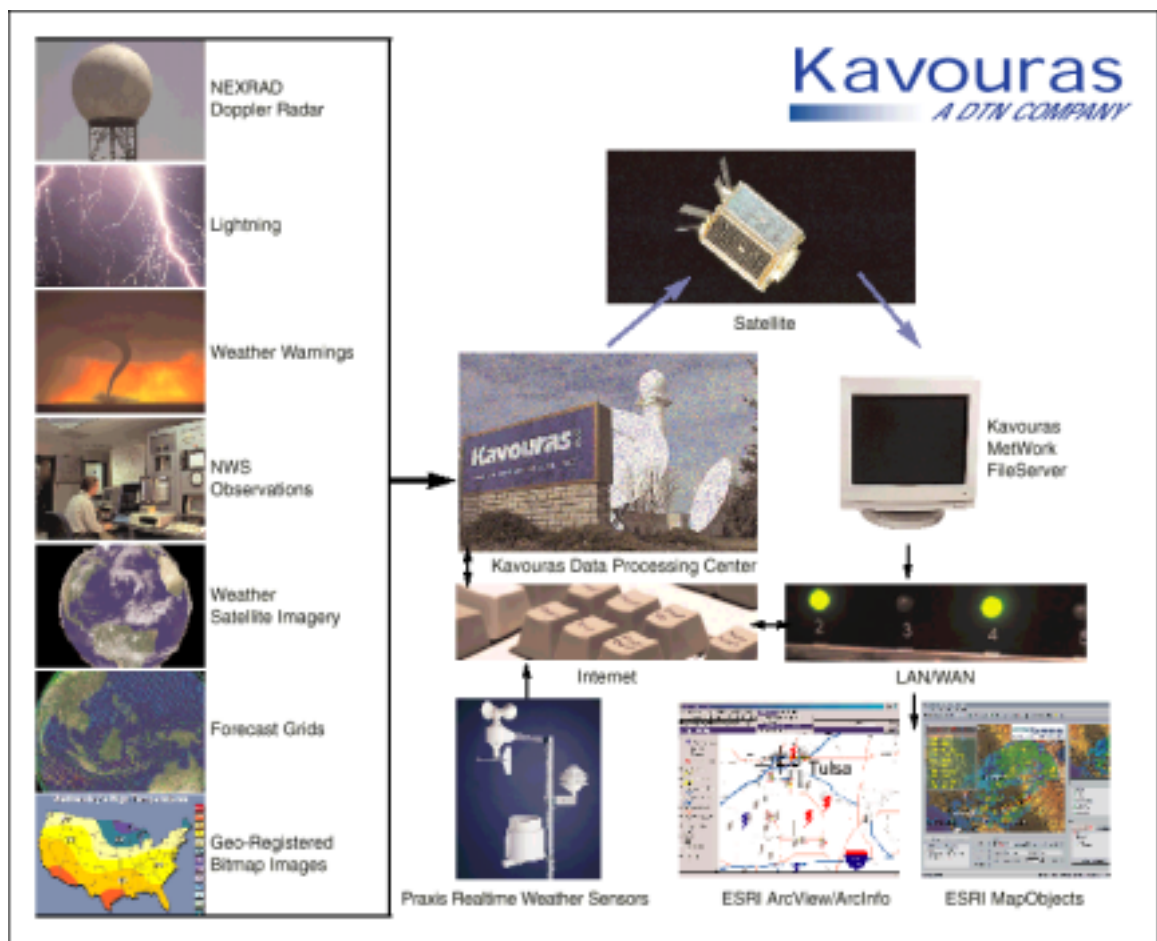 Kavouras
A DTN COMPANY
NEXRAD
Doppler Radar
Lightning
Weather Warnings
NWS
Observations
Weather
Satellite Imagery
Forecast Grids
Geo-Registered
Bitmap Images
Satellite
Kavouras
Kavouras Data Processing Center
Kavouras
MetWork
FileServer
2
3
4
Internet
LAN/WAN
Tulsa
Praxis Realtime Weather Sensors
ESRI ArcView/ArcInfo
ESRI MapObjects